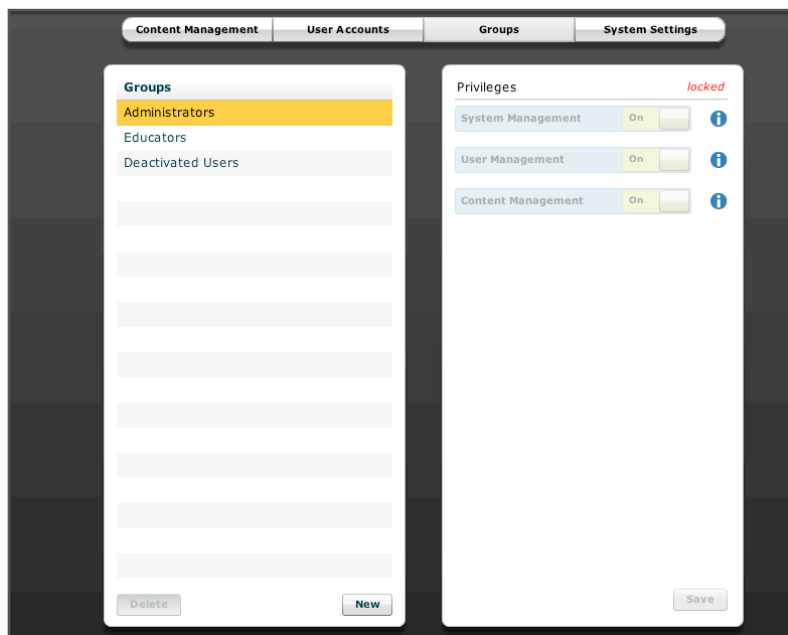 Content Management User Accounts Groups System Settings
Groups
Administrators
Educators
Deactivated Users
Delete New
Privileges locked
System Management On
User Management On
Content Management On
Save